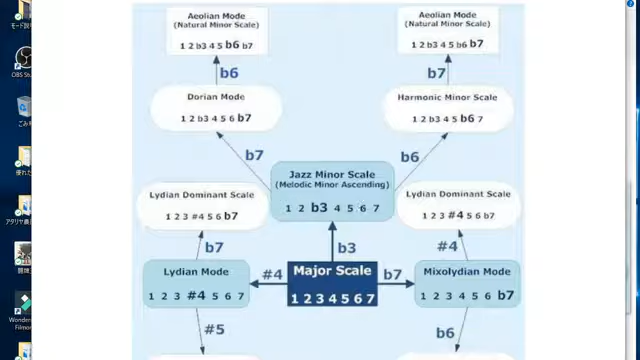 Aeolian Mode
(Natural Minor Scale)
1 2 b3 4 5 b6 b7
Aeolian Mode
(Natural Minor Scale)
1 2 b3 4 5 b6 b7
b6
b7
Dorian Mode
1 2 b3 4 5 6 b7
Harmonic Minor Scale
1 2 b3 4 5 b6 7
b7
b6
Jazz Minor Scale
(Melodic Minor Ascending)
1 2 b3 4 5 6 7
Lydian Dominant Scale
1 2 3 #4 5 6 b7
Lydian Dominant Scale
1 2 3 #4 5 6 b7
b7
b3
#4
Lydian Mode
1 2 3 #4 5 6 7
#4
Major Scale
1 2 3 4 5 6 7
b7
Mixolydian Mode
1 2 3 4 5 6 b7
#5
b6
OBS
ごみ
優れた